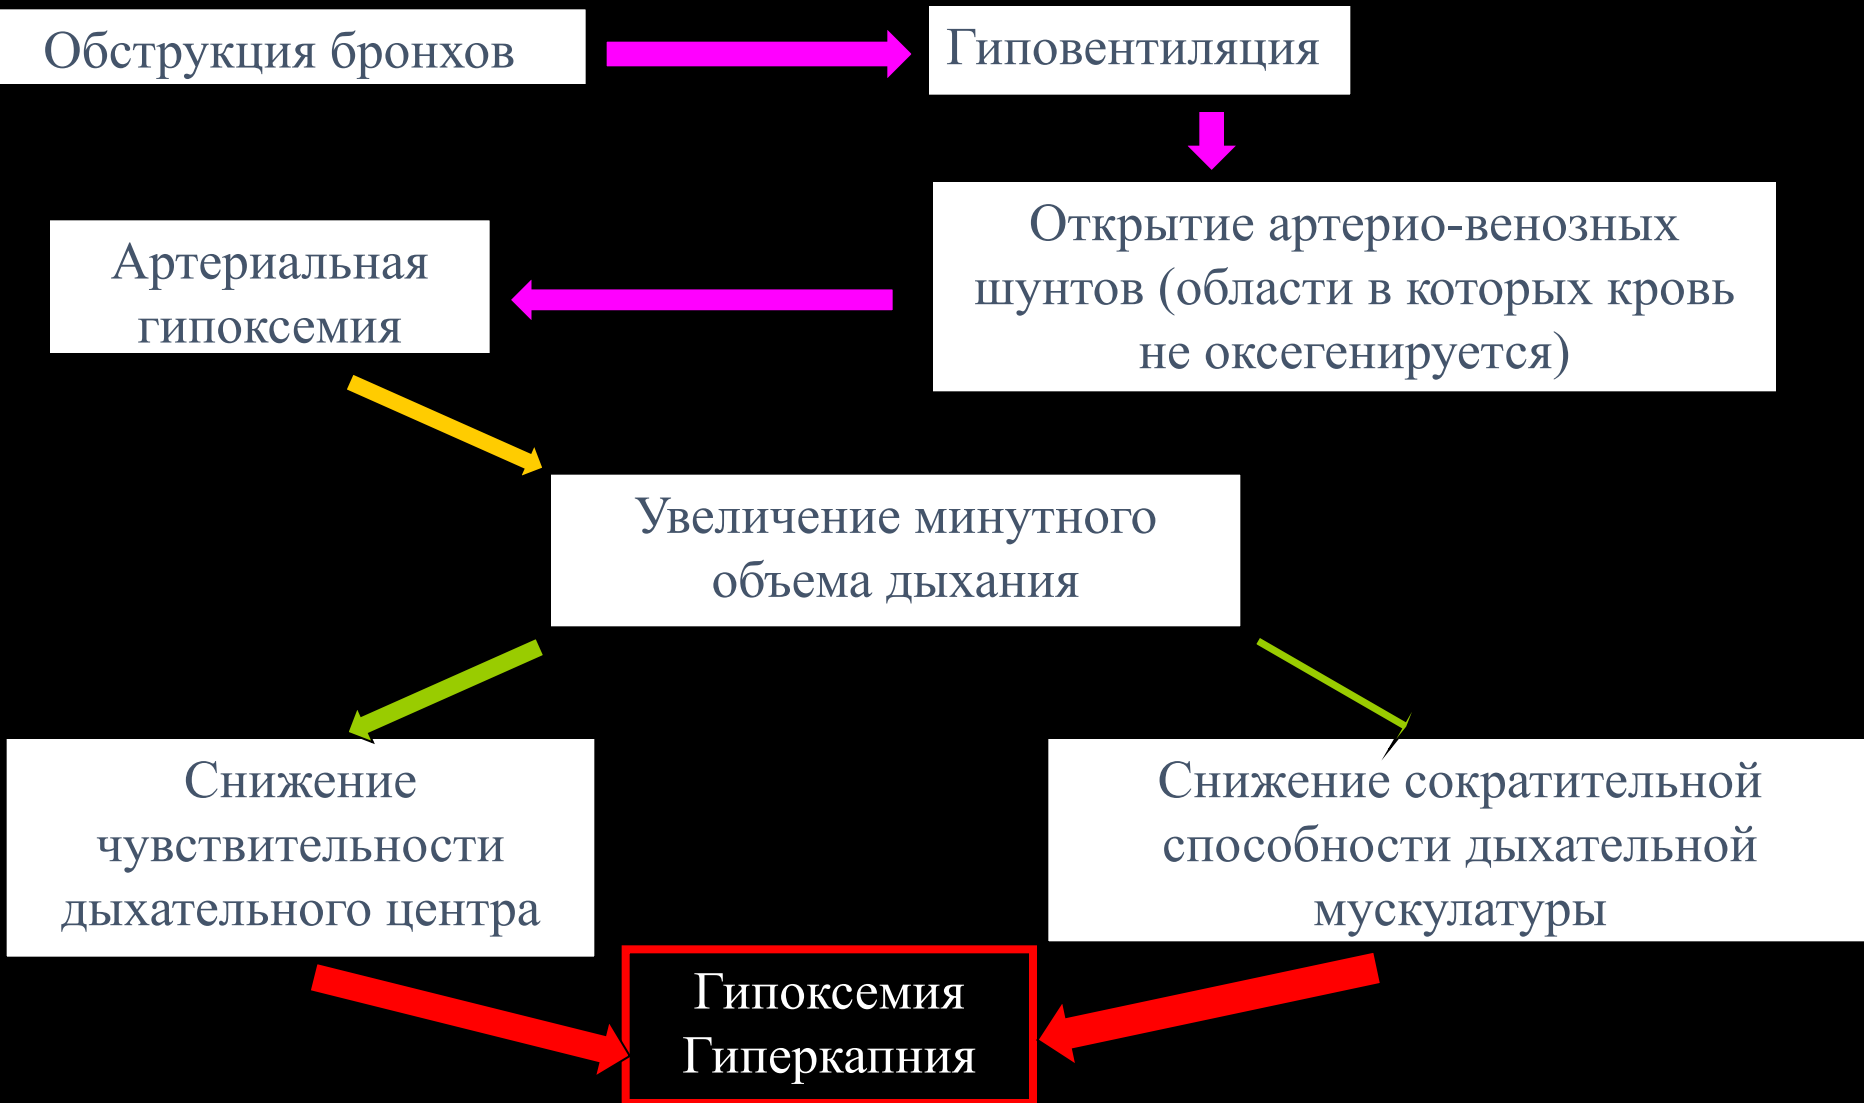 Обструкция бронхов
Гиповентиляция
Открытие артерио-венозных
шунтов (области в которых кровь
не оксегенируется)
Артериальная
гипоксемия
Увеличение минутного
объема дыхания
Снижение
чувствительности
дыхательного центра
Снижение сократительной
способности дыхательной
мускулатуры
Гипоксемия
Гиперкапния